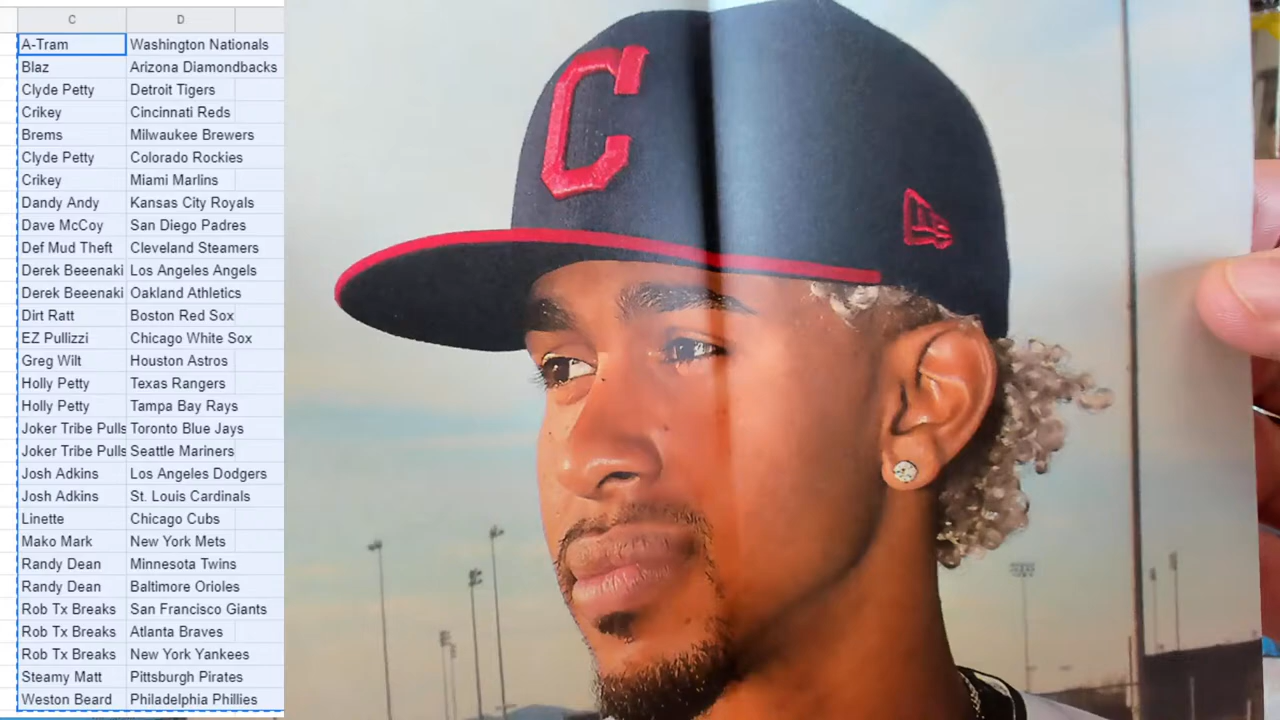 C D
A-Tram Washington Nationals
Blaz Arizona Diamondbacks
Clyde Petty Detroit Tigers
Crikey Cincinnati Reds
Brems Milwaukee Brewers
Clyde Petty Colorado Rockies
Crikey Miami Marlins
Dandy Andy Kansas City Royals
Dave McCoy San Diego Padres
Def Mud Theft Cleveland Steamers
Derek Beeenaki Los Angeles Angels
Derek Beeenaki Oakland Athletics
Dirt Ratt Boston Red Sox
EZ Pullizzi Chicago White Sox
Greg Wilt Houston Astros
Holly Petty Texas Rangers
Holly Petty Tampa Bay Rays
Joker Tribe Pulls Toronto Blue Jays
Joker Tribe Pulls Seattle Mariners
Josh Adkins Los Angeles Dodgers
Josh Adkins St. Louis Cardinals
Linette Chicago Cubs
Mako Mark New York Mets
Randy Dean Minnesota Twins
Randy Dean Baltimore Orioles
Rob Tx Breaks San Francisco Giants
Rob Tx Breaks Atlanta Braves
Rob Tx Breaks New York Yankees
Steamy Matt Pittsburgh Pirates
Weston Beard Philadelphia Phillies
C